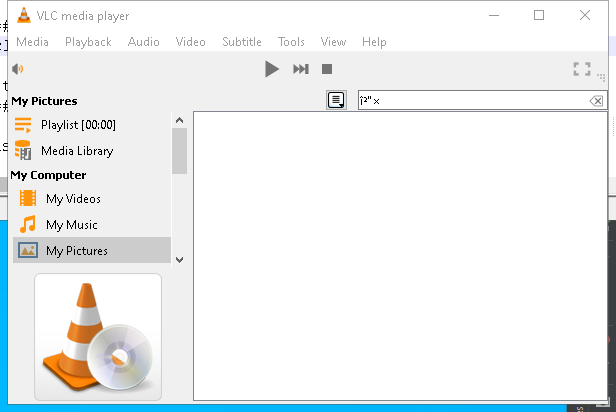 VLC media player
Media Playback Audio Video Subtitle Tools View Help
My Pictures
Playlist [00:00]
Media Library
My Computer
My Videos
My Music
My Pictures